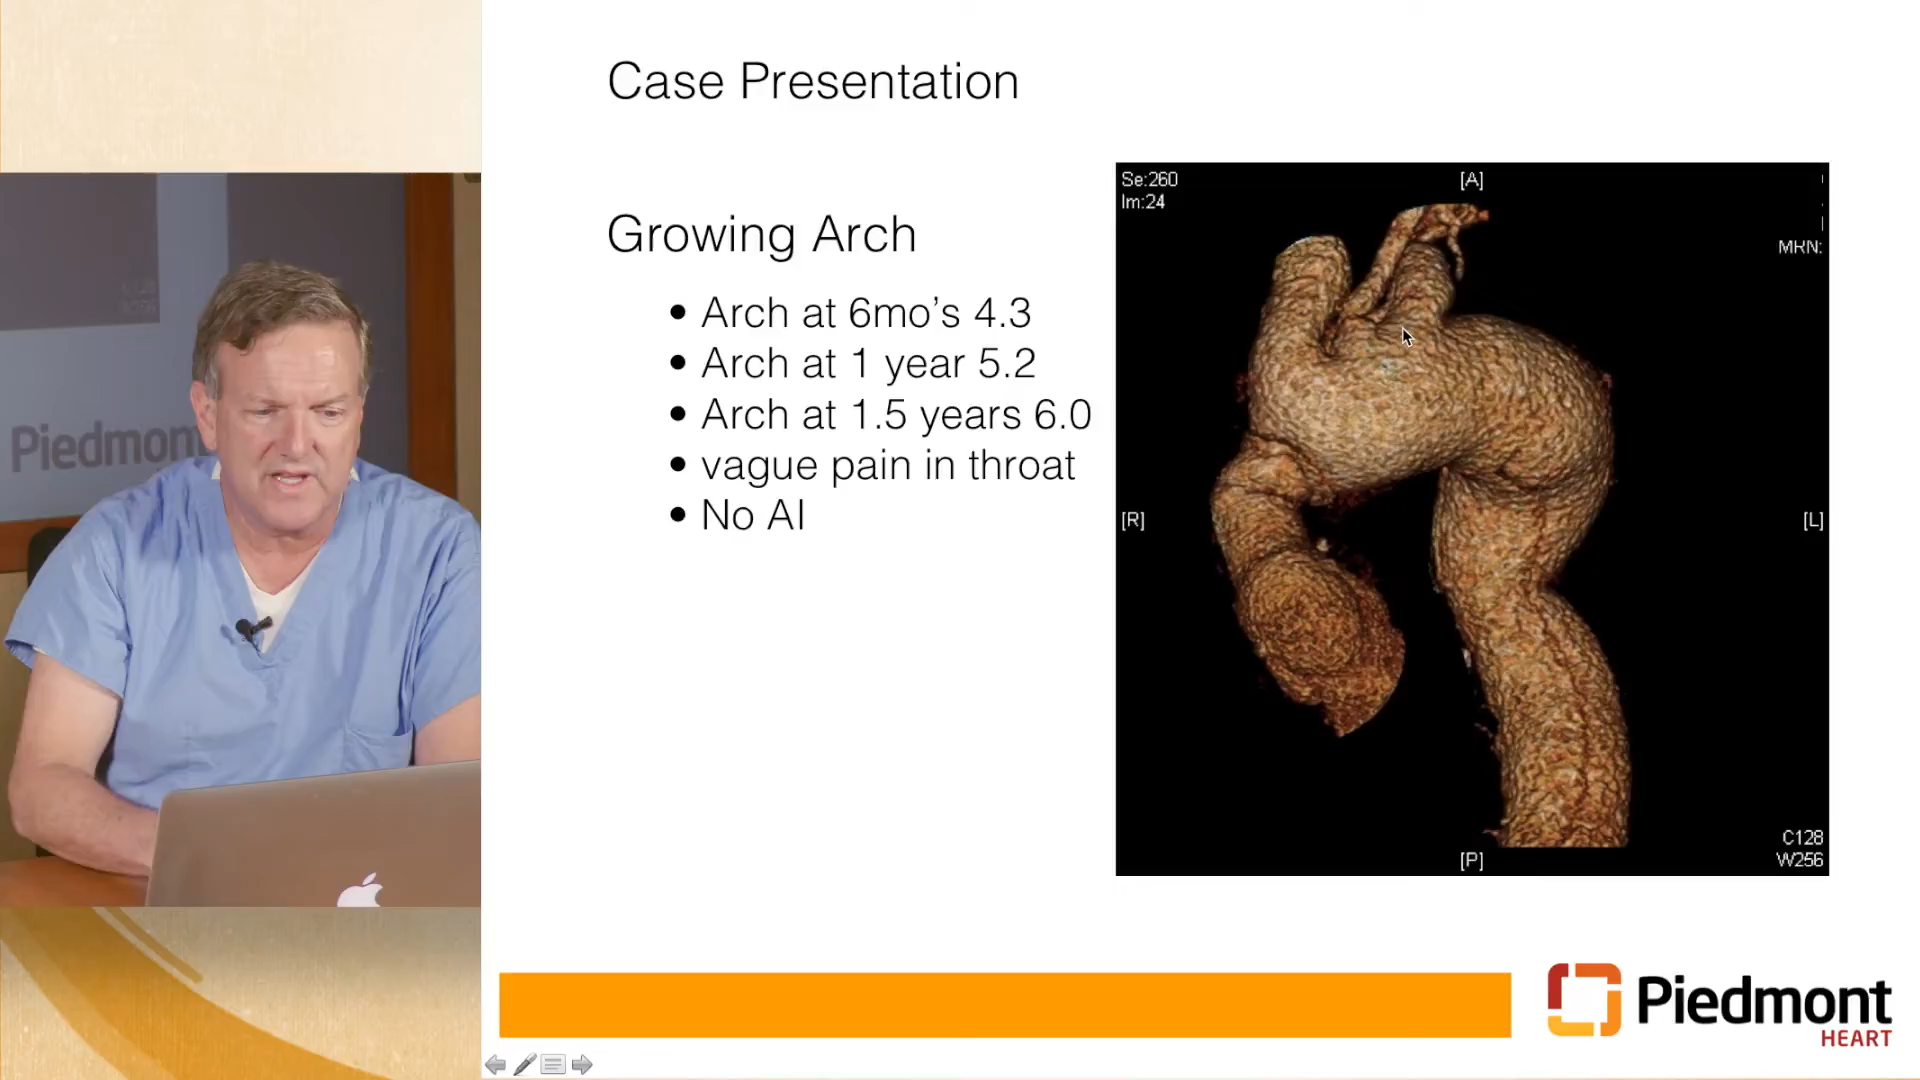 Case Presentation
Growing Arch
• Arch at 6mo's 4.3
• Arch at 1 year 5.2
• Arch at 1.5 years 6.0
• vague pain in throat
• No AI
Se:260
Im:24
[A]
MRN:
[R]
[L]
[P]
C128
W256
Piedmon
Piedmont
HEART